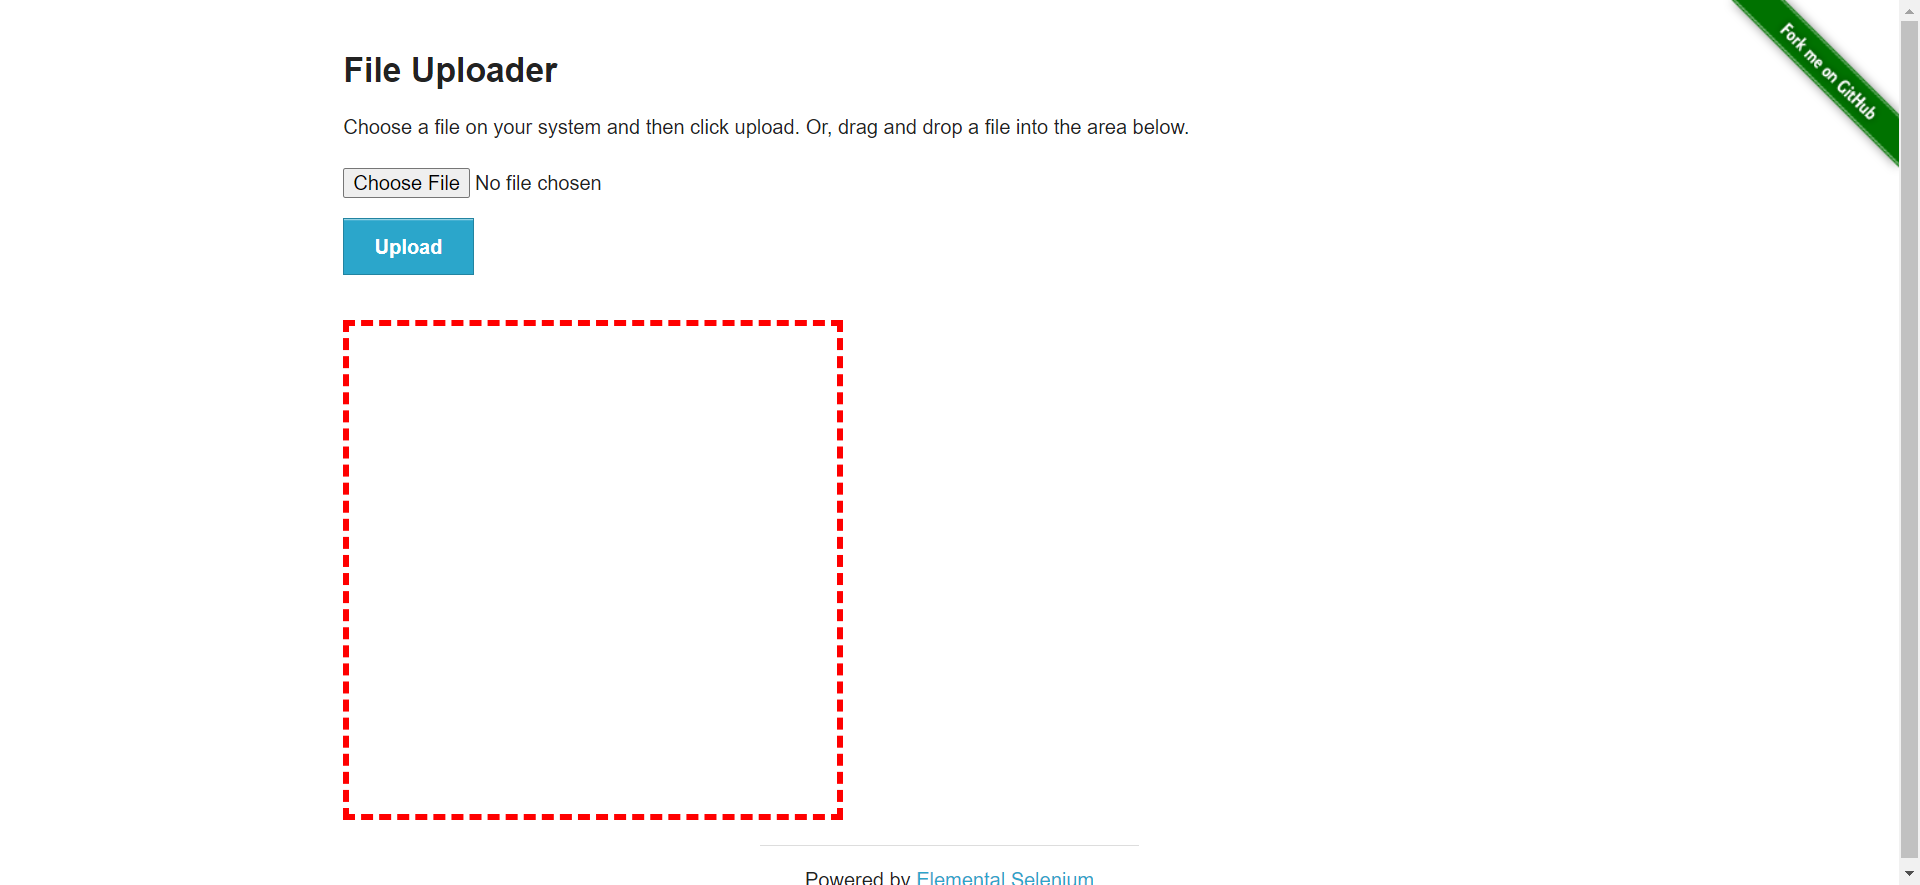 Fork me on GitHub
File Uploader
Choose a file on your system and then click upload. Or, drag and drop a file into the area below.
Choose File No file chosen
Upload
Powered by Elemental Selenium